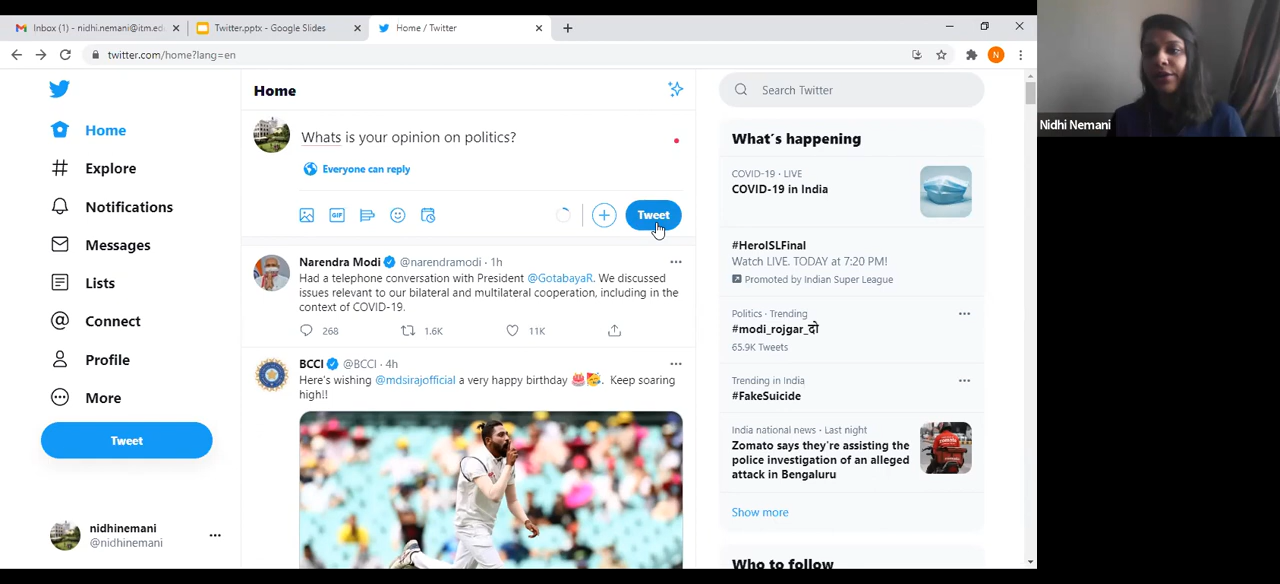 Inbox (1) - nidhi.nemani@itm.ed
Twitter.pptx - Google Slides
Home / Twitter
twitter.com/home?lang=en
N
Home
Explore
Notifications
Messages
Lists
Connect
Profile
More
Tweet
nidhinemani
@nidhinemani
Home
Whats is your opinion on politics?
Everyone can reply
GIF
Tweet
Narendra Modi @narendramodi · 1h
Had a telephone conversation with President @GotabayaR. We discussed
issues relevant to our bilateral and multilateral cooperation, including in the
context of COVID-19.
268 1.6K 11K
BCCI @BCCI · 4h
Here's wishing @mdsirajofficial a very happy birthday 🎂🥳. Keep soaring
high!!
Search Twitter
What's happening
COVID-19 · LIVE
COVID-19 in India
#HeroISLFinal
Watch LIVE. TODAY at 7:20 PM!
Promoted by Indian Super League
Politics · Trending
#modi_rojgar_दो
65.9K Tweets
Trending in India
#FakeSuicide
India national news · Last night
Zomato says they're assisting the
police investigation of an alleged
attack in Bengaluru
Show more
Who to follow
Nidhi Nemani